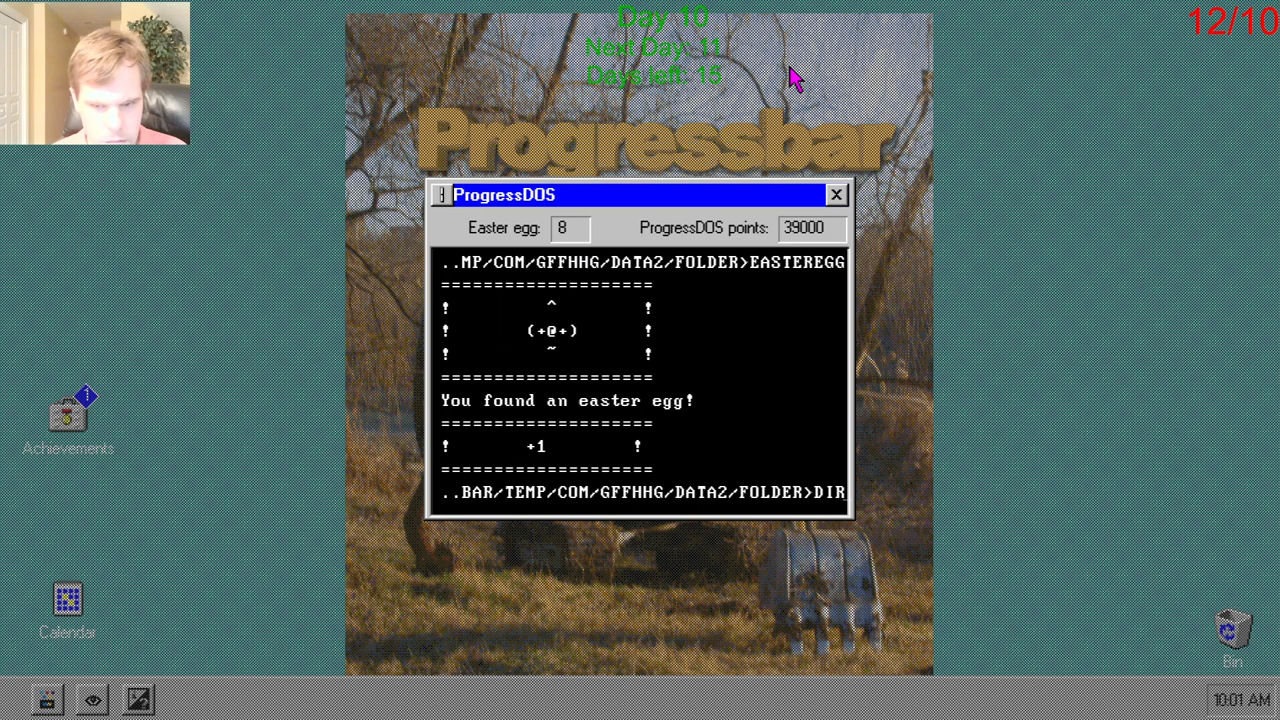 Day 10
Next Day: 11
Days left: 15
12/10
Progressbar
ProgressDOS
Easter egg: 8 ProgressDOS points: 39000
..MP/COM/GFFHHG/DATA2/FOLDER>EASTEREGG
====================
! ^ !
! (+@+) !
! ~ !
====================
You found an easter egg!
====================
! +1 !
====================
..BAR/TEMP/COM/GFFHHG/DATA2/FOLDER>DIR_
1
Achievements
Calendar
Bin
10:01 AM